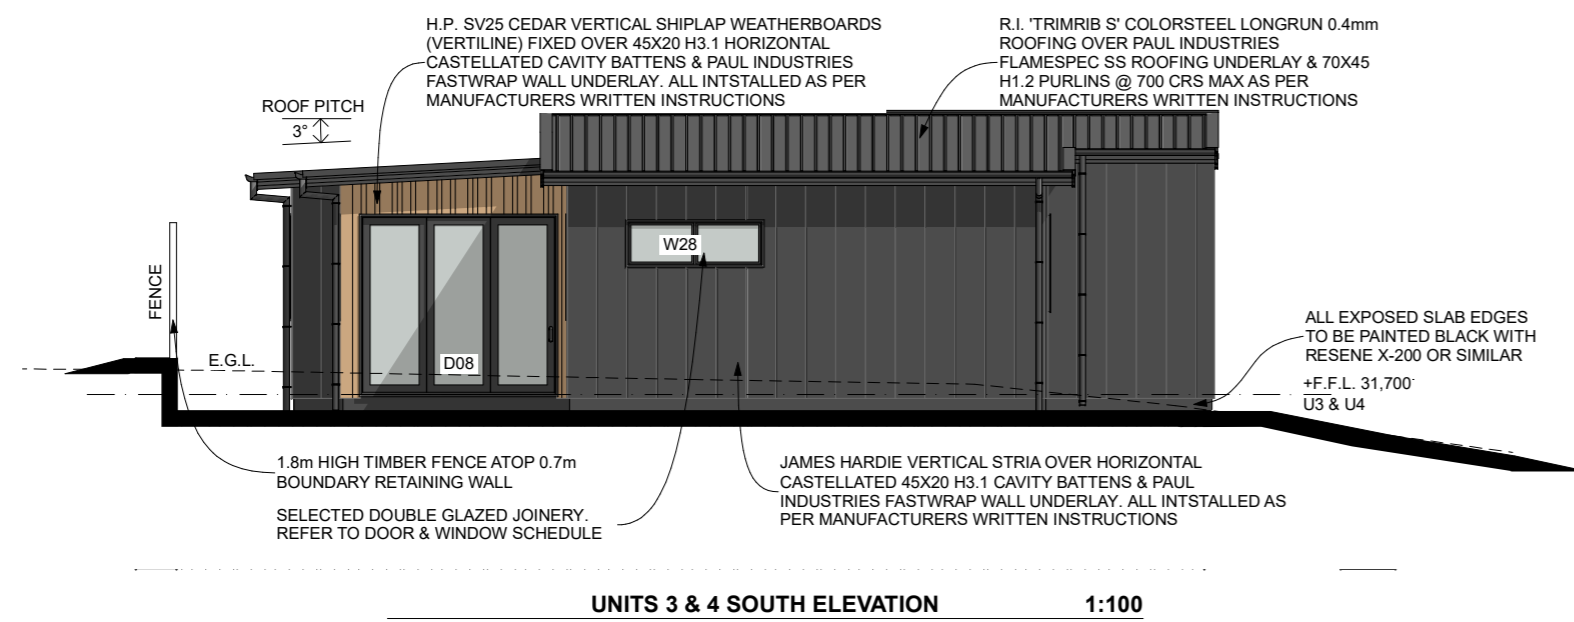 H.P. SV25 CEDAR VERTICAL SHIPLAP WEATHERBOARDS
(VERTILINE) FIXED OVER 45X20 H3.1 HORIZONTAL
CASTELLATED CAVITY BATTENS & PAUL INDUSTRIES
FASTWRAP WALL UNDERLAY. ALL INTSTALLED AS PER
MANUFACTURERS WRITTEN INSTRUCTIONS
R.I. 'TRIMRIB S' COLORSTEEL LONGRUN 0.4mm
ROOFING OVER PAUL INDUSTRIES
FLAMESPEC SS ROOFING UNDERLAY & 70X45
H1.2 PURLINS @ 700 CRS MAX AS PER
MANUFACTURERS WRITTEN INSTRUCTIONS
ROOF PITCH
3°
W28
FENCE
E.G.L.
D08
ALL EXPOSED SLAB EDGES
TO BE PAINTED BLACK WITH
RESENE X-200 OR SIMILAR
+F.F.L. 31,700
U3 & U4
1.8m HIGH TIMBER FENCE ATOP 0.7m
BOUNDARY RETAINING WALL
SELECTED DOUBLE GLAZED JOINERY.
REFER TO DOOR & WINDOW SCHEDULE
JAMES HARDIE VERTICAL STRIA OVER HORIZONTAL
CASTELLATED 45X20 H3.1 CAVITY BATTENS & PAUL
INDUSTRIES FASTWRAP WALL UNDERLAY. ALL INTSTALLED AS
PER MANUFACTURERS WRITTEN INSTRUCTIONS
UNITS 3 & 4 SOUTH ELEVATION 1:100